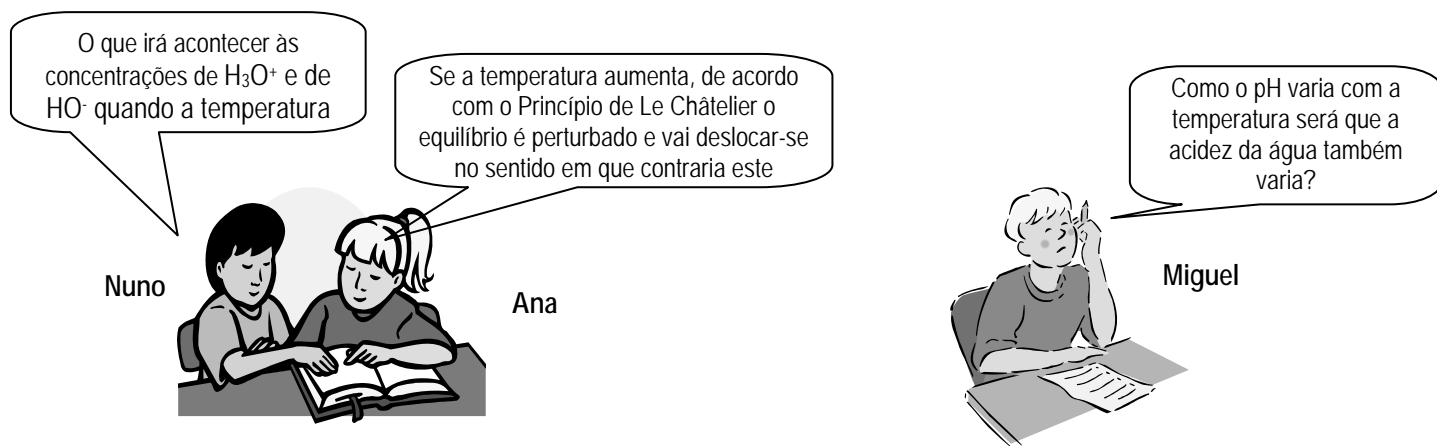 O que irá acontecer às
concentrações de H₃O⁺ e de
HO⁻ quando a temperatura
Se a temperatura aumenta, de acordo
com o Princípio de Le Châtelier o
equilíbrio é perturbado e vai deslocar-se
no sentido em que contraria este
Como o pH varia com a
temperatura será que a
acidez da água também
varia?
Nuno
Ana
Miguel